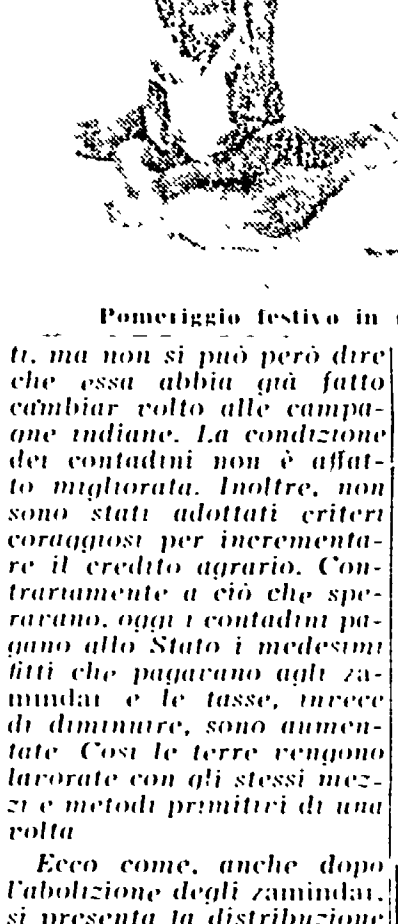 Pomeriggio festivo in
ti, ma non si può però dire
che essa abbia già fatto
cambiar volto alle campa-
gne indiane. La condizione
dei contadini non è affat-
to migliorata. Inoltre, non
sono stati adottati criteri
coraggiosi per incrementa-
re il credito agrario. Con-
trariamente a ciò che spe-
ravano, oggi i contadini pa-
gano allo Stato i medesimi
fitti che pagavano agli za-
mindar e le tasse, invece
di diminuire, sono aumen-
tate Così le terre vengono
lavorate con gli stessi mez-
zi e metodi primitivi di una
volta
Ecco come, anche dopo
l'abolizione degli zamindar,
si presenta la distribuzione